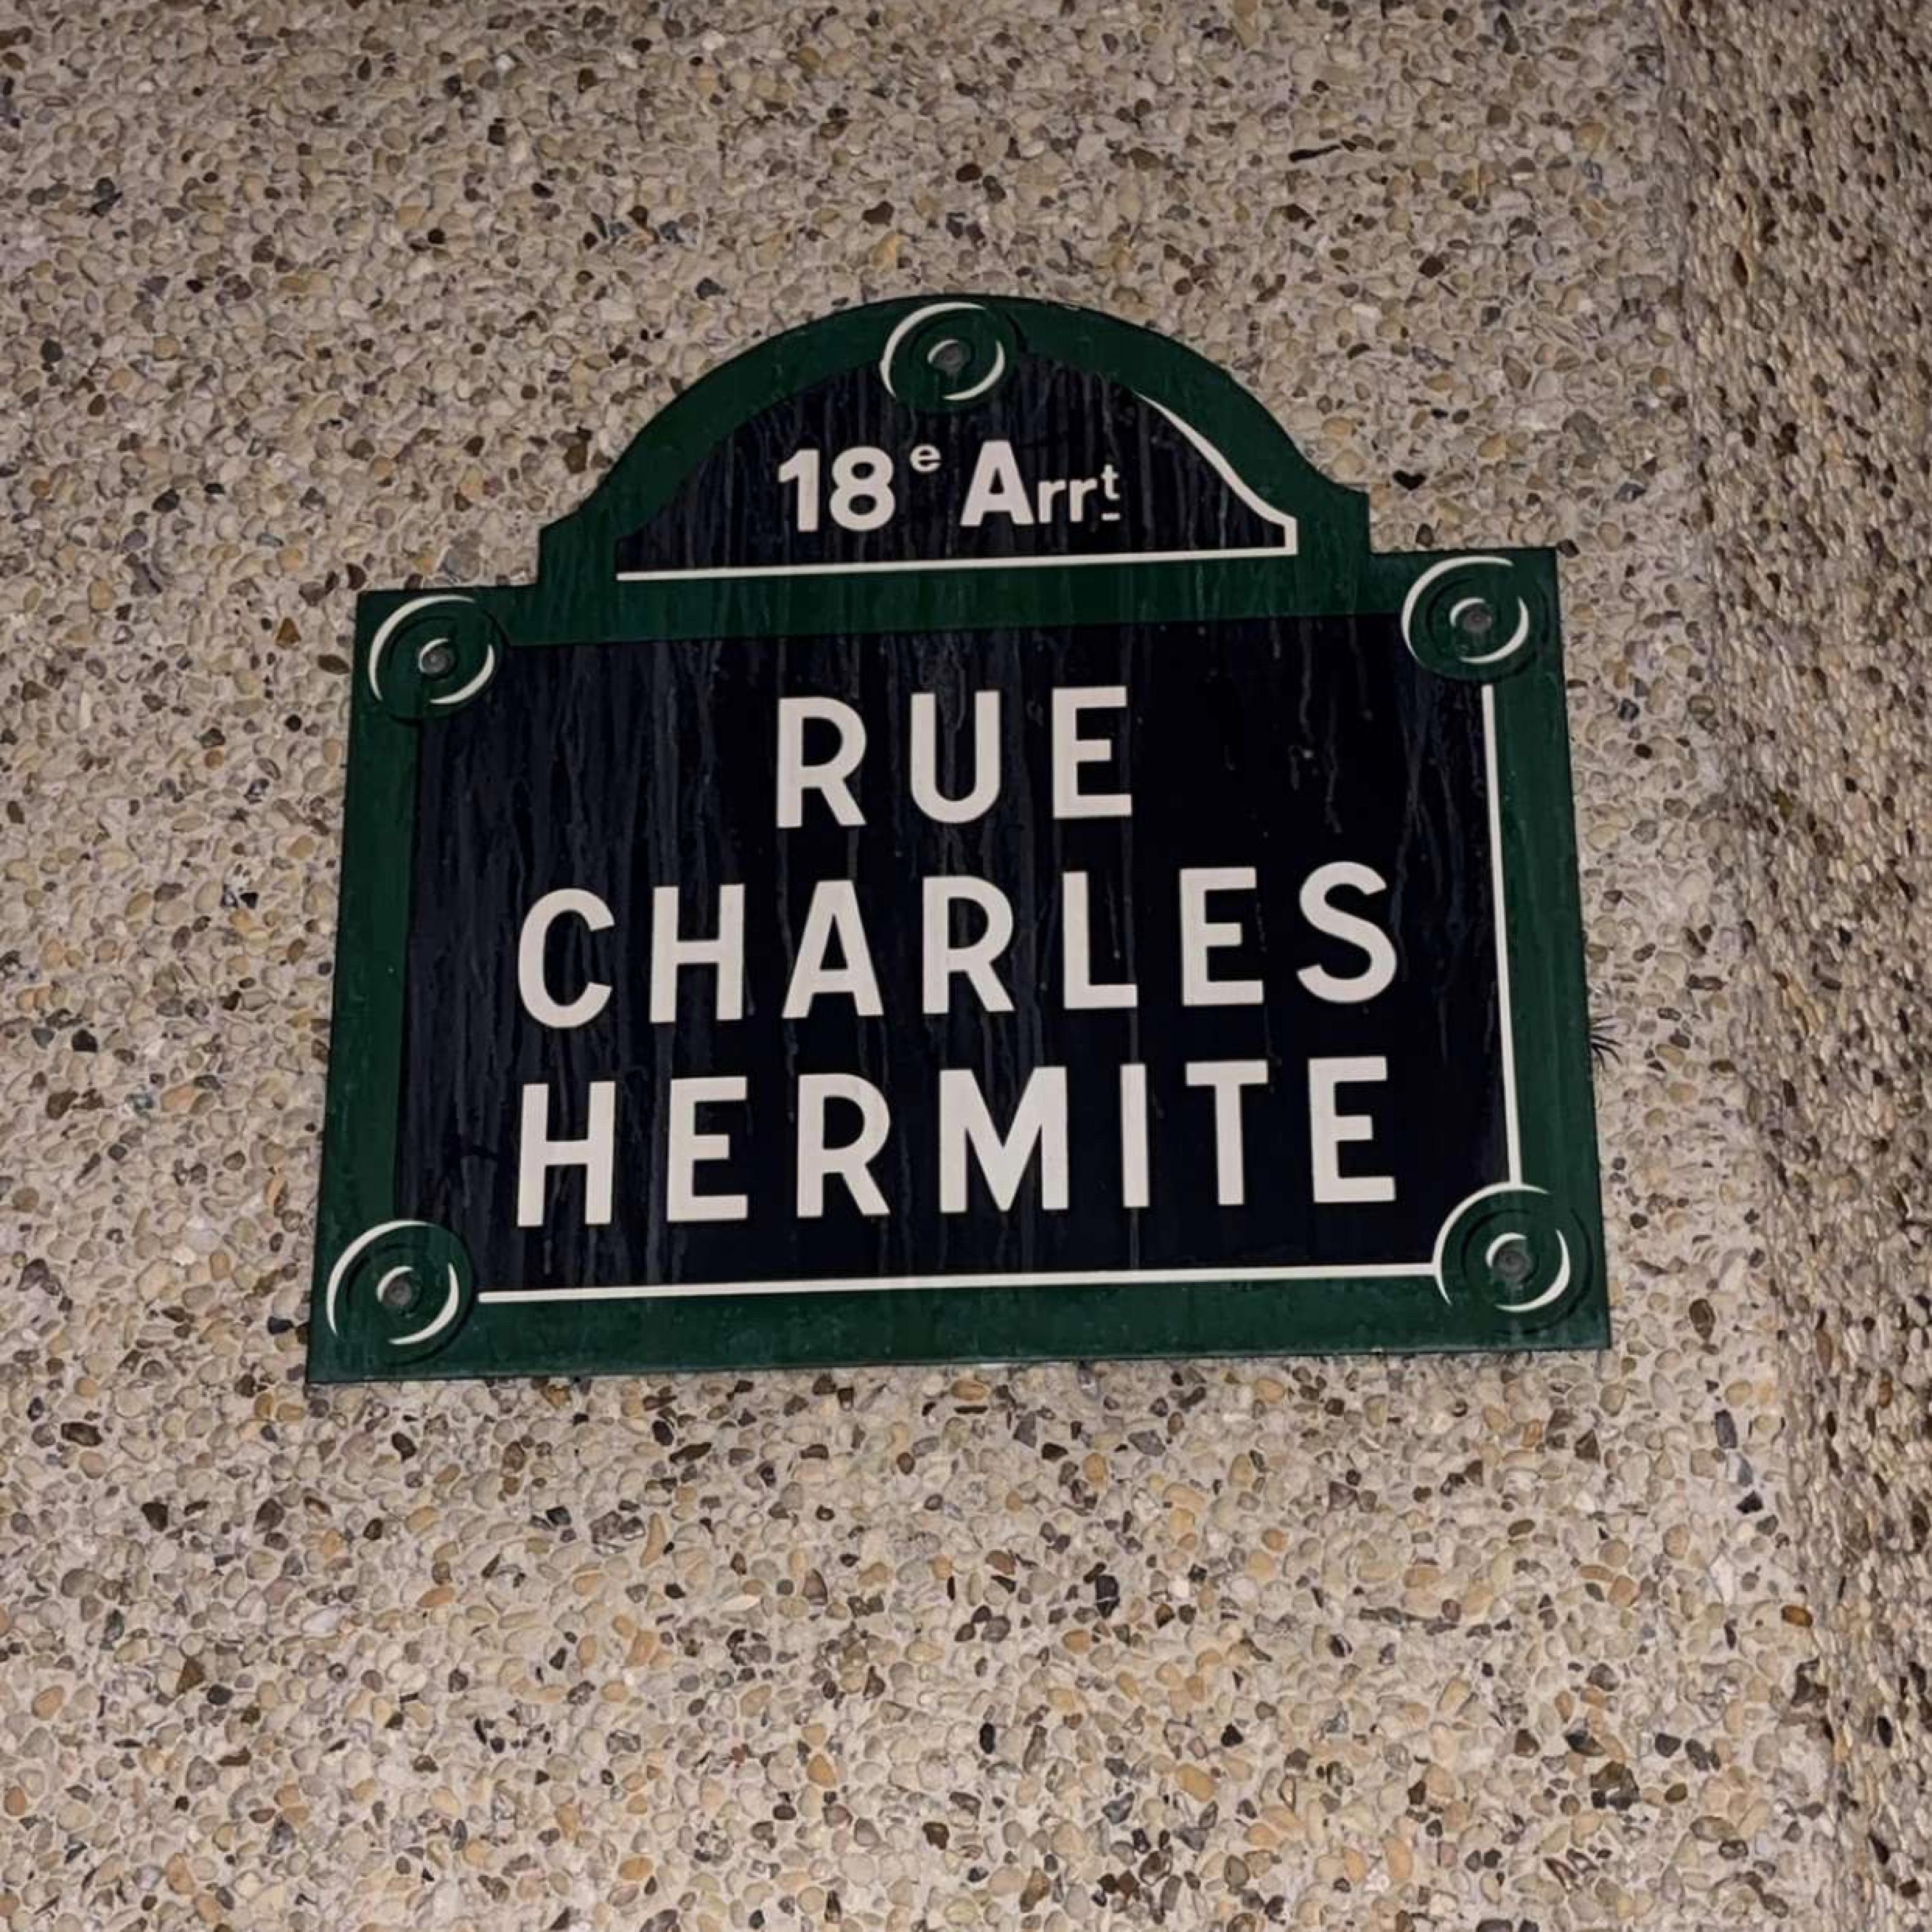 18e Arrt
RUE
CHARLES
HERMITE